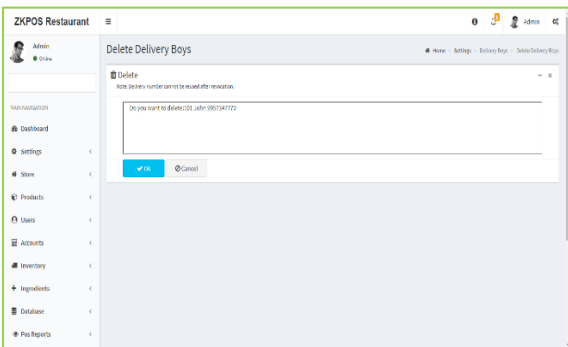 ZKPOS Restaurant
Admin
Admin
Online
Delete Delivery Boys
Home > Settings > Delivery Boys > Delete Delivery Boys
Delete
Note: Delivery number cannot be reused after revocation.
Do you want to delete:101 John 9957347770
Ok
Cancel
MAIN NAVIGATION
Dashboard
Settings
Store
Products
Users
Accounts
Inventory
Ingredients
Database
Pos Reports